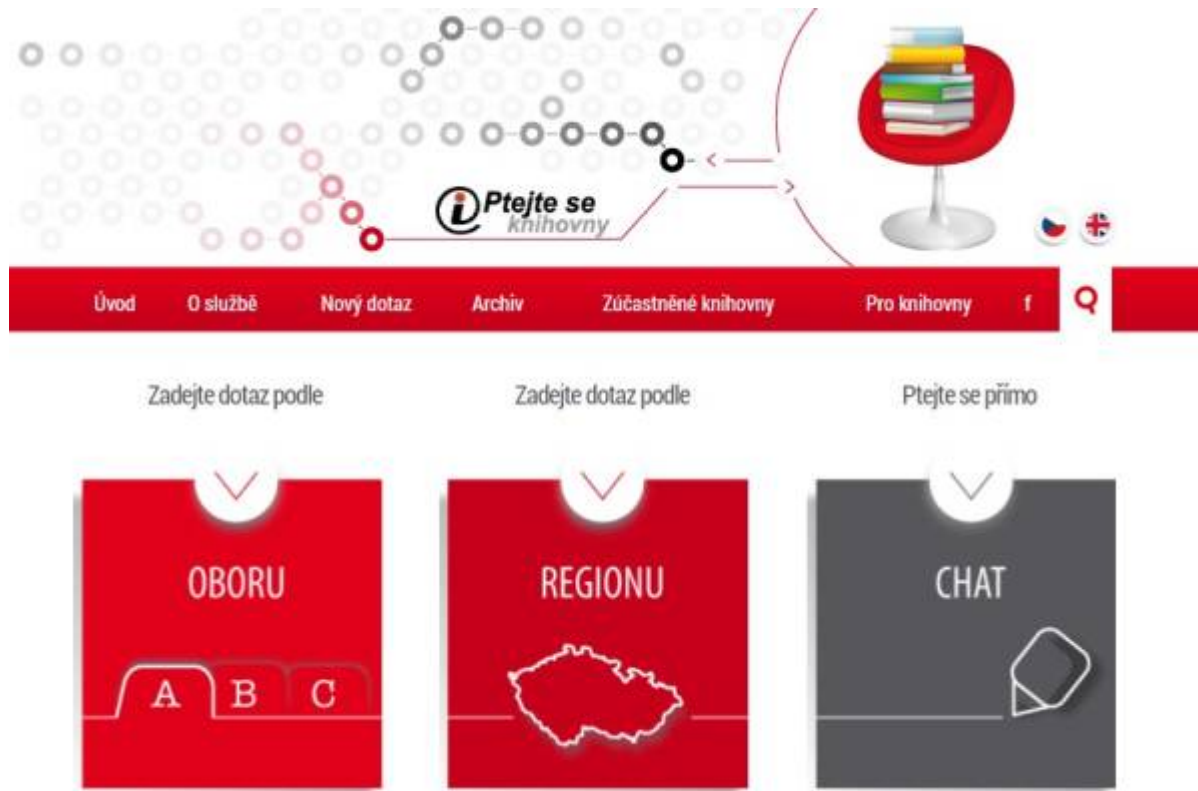 Ptejte se
knihovny
Úvod O službě Nový dotaz Archiv Zúčastněné knihovny Pro knihovny f
Zadejte dotaz podle Zadejte dotaz podle Ptejte se přímo
OBORU REGIONU CHAT
A B C